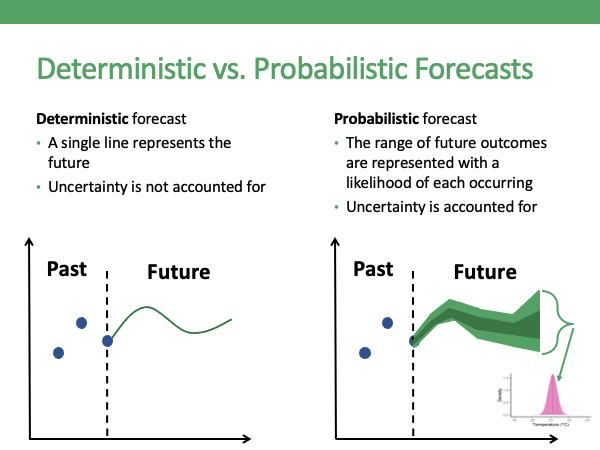 Deterministic vs. Probabilistic Forecasts
Deterministic forecast
• A single line represents the
future
• Uncertainty is not accounted for
Probabilistic forecast
• The range of future outcomes
are represented with a
likelihood of each occurring
• Uncertainty is accounted for
Past
Future
Past
Future
Density
Temperature (°C)